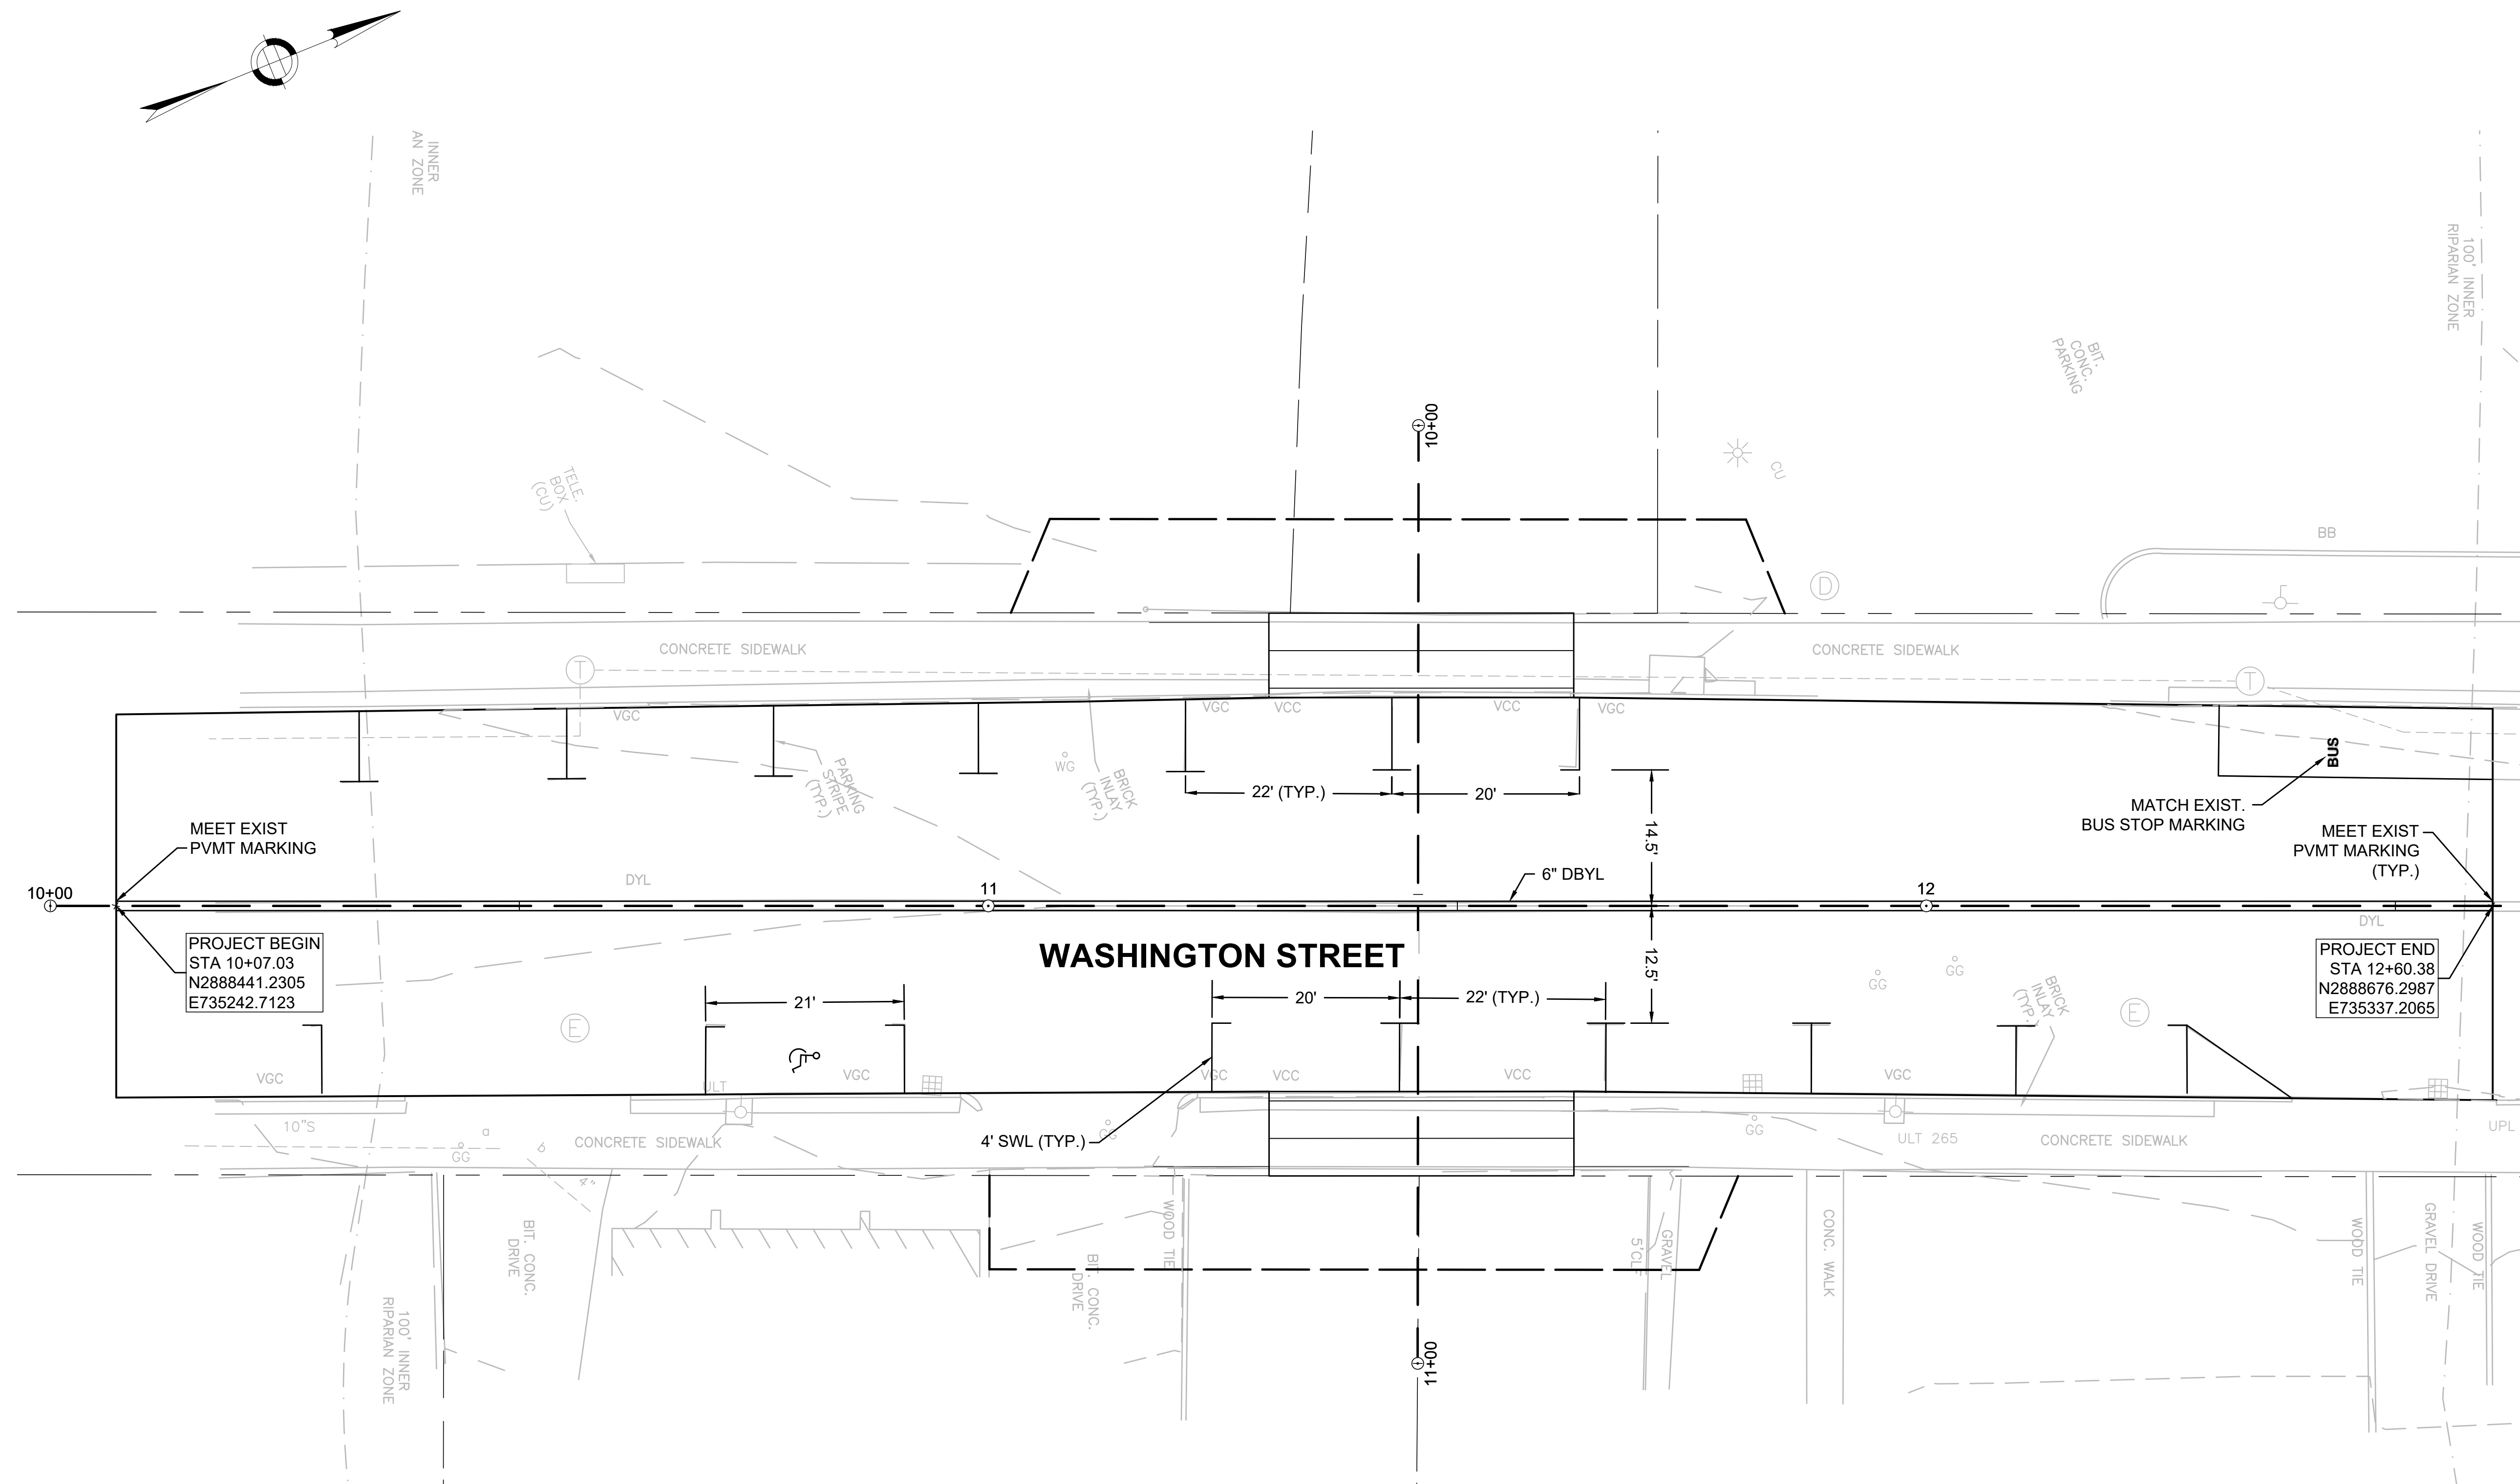 INNER
AN ZONE
100' INNER
RIPARIAN ZONE
BIT.
CONC.
PARKING
10+00
TELE.
BOX
(CU)
CU
BB
D
CONCRETE SIDEWALK
CONCRETE SIDEWALK
T
T
VGC
VGC
VCC
VCC
VGC
BUS
WG
PARKING
STRIPE
(TYP.)
BRICK
INLAY
(TYP.)
22' (TYP.)
20'
14.5'
MATCH EXIST.
BUS STOP MARKING
MEET EXIST
PVMT MARKING
MEET EXIST
PVMT MARKING
(TYP.)
DYL
6" DBYL
10+00
11
12
DYL
PROJECT BEGIN
STA 10+07.03
N2888441.2305
E735242.7123
WASHINGTON STREET
12.5'
PROJECT END
STA 12+60.38
N2888676.2987
E735337.2065
GG
GG
BRICK
INLAY
(TYP.
21'
20'
22' (TYP.)
E
E
VGC
ULT
VGC
VGC
VCC
VCC
VGC
10"S
a
6
GG
CONCRETE SIDEWALK
4' SWL (TYP.)
GG
GG
ULT 265
CONCRETE SIDEWALK
UPL
4"
BIT. CONC.
DRIVE
WOOD TIE
BIT. CONC.
DRIVE
5'CLF
GRAVEL
CONC. WALK
WOOD TIE
GRAVEL DRIVE
WOOD TIE
100' INNER
RIPARIAN ZONE
11+00